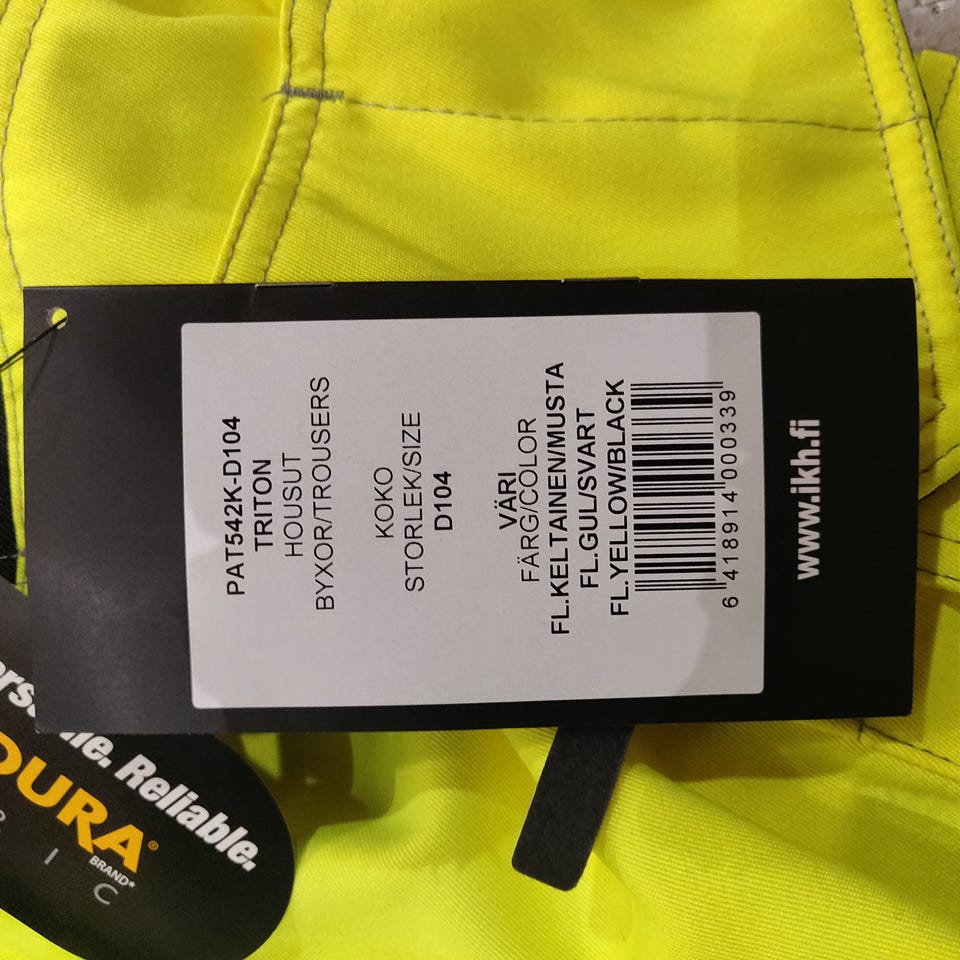 PAT542K-D104
TRITON
HOUSUT
BYXOR/TROUSERS
KOKO
STORLEK/SIZE
D104
VÄRI
FÄRG/COLOR
FL.KELTAINEN/MUSTA
FL.GUL/SVART
FL.YELLOW/BLACK
6 418914 000339
www.ikh.fi
Reliable.
DURA®
BRAND*